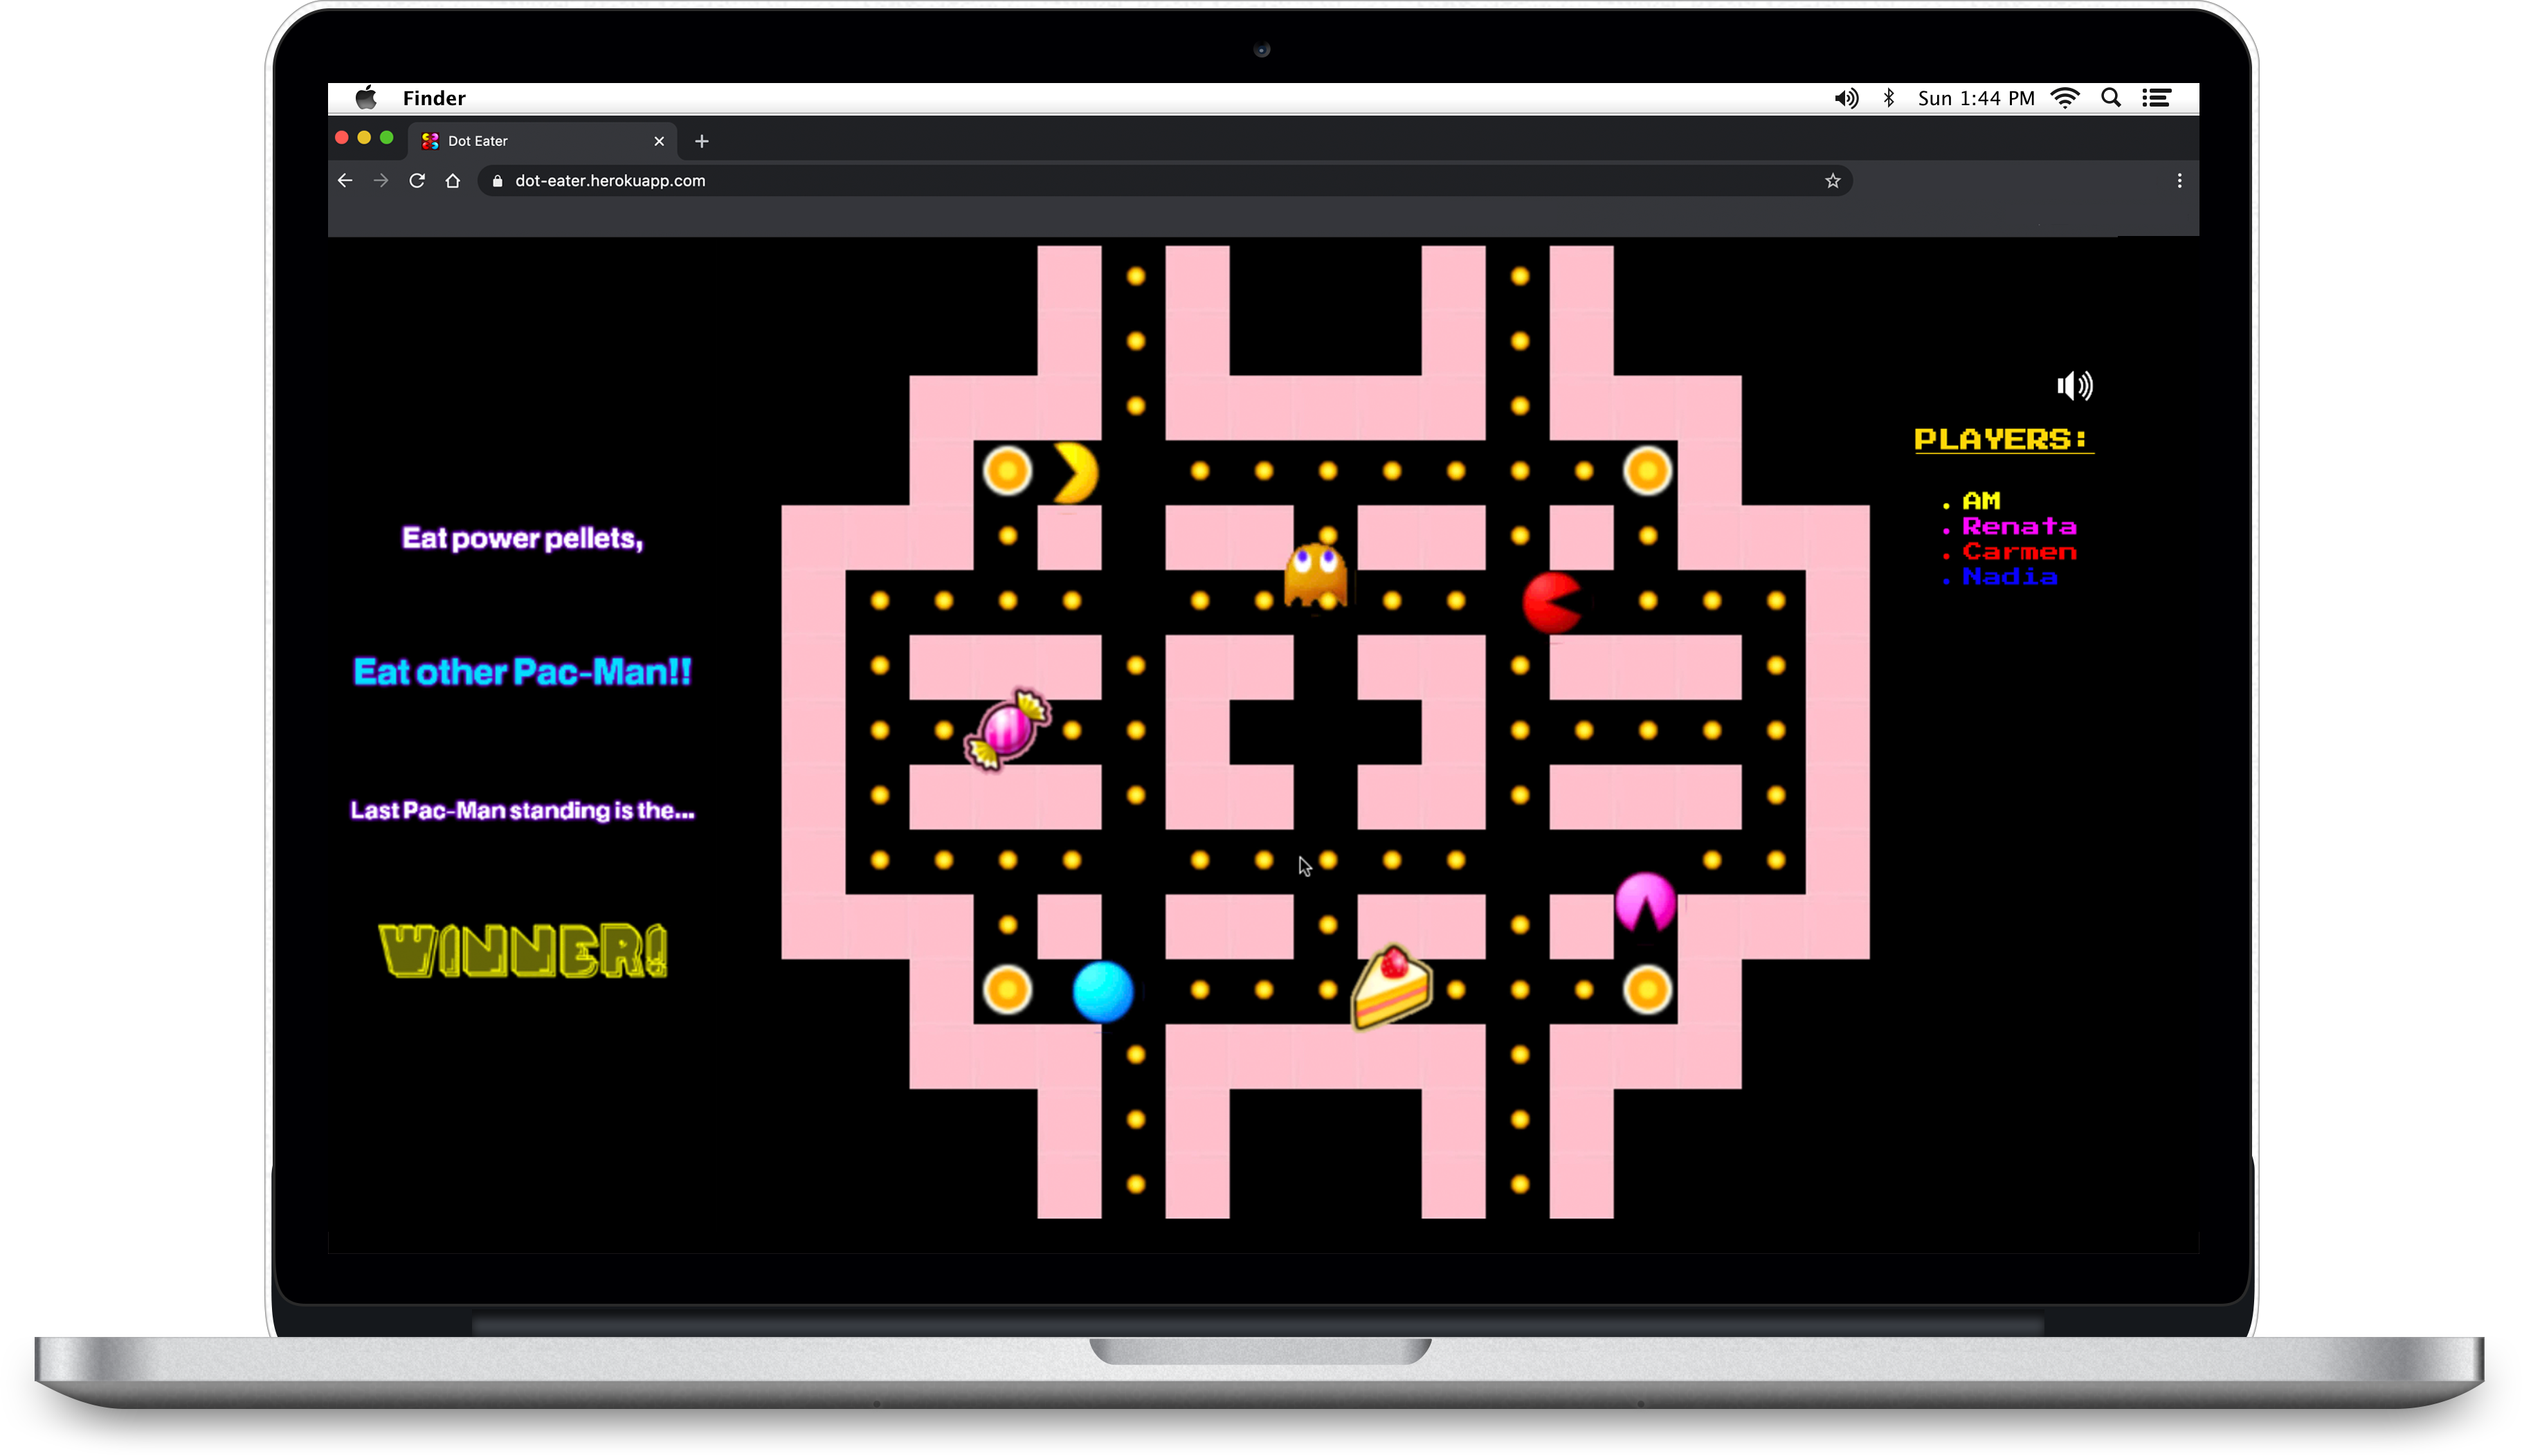 Finder
Sun 1:44 PM
Dot Eater
dot-eater.herokuapp.com
PLAYERS:
AM
Renata
Carmen
Nadia
Eat power pellets,
Eat other Pac-Man!!
Last Pac-Man standing is the...
WINNER!